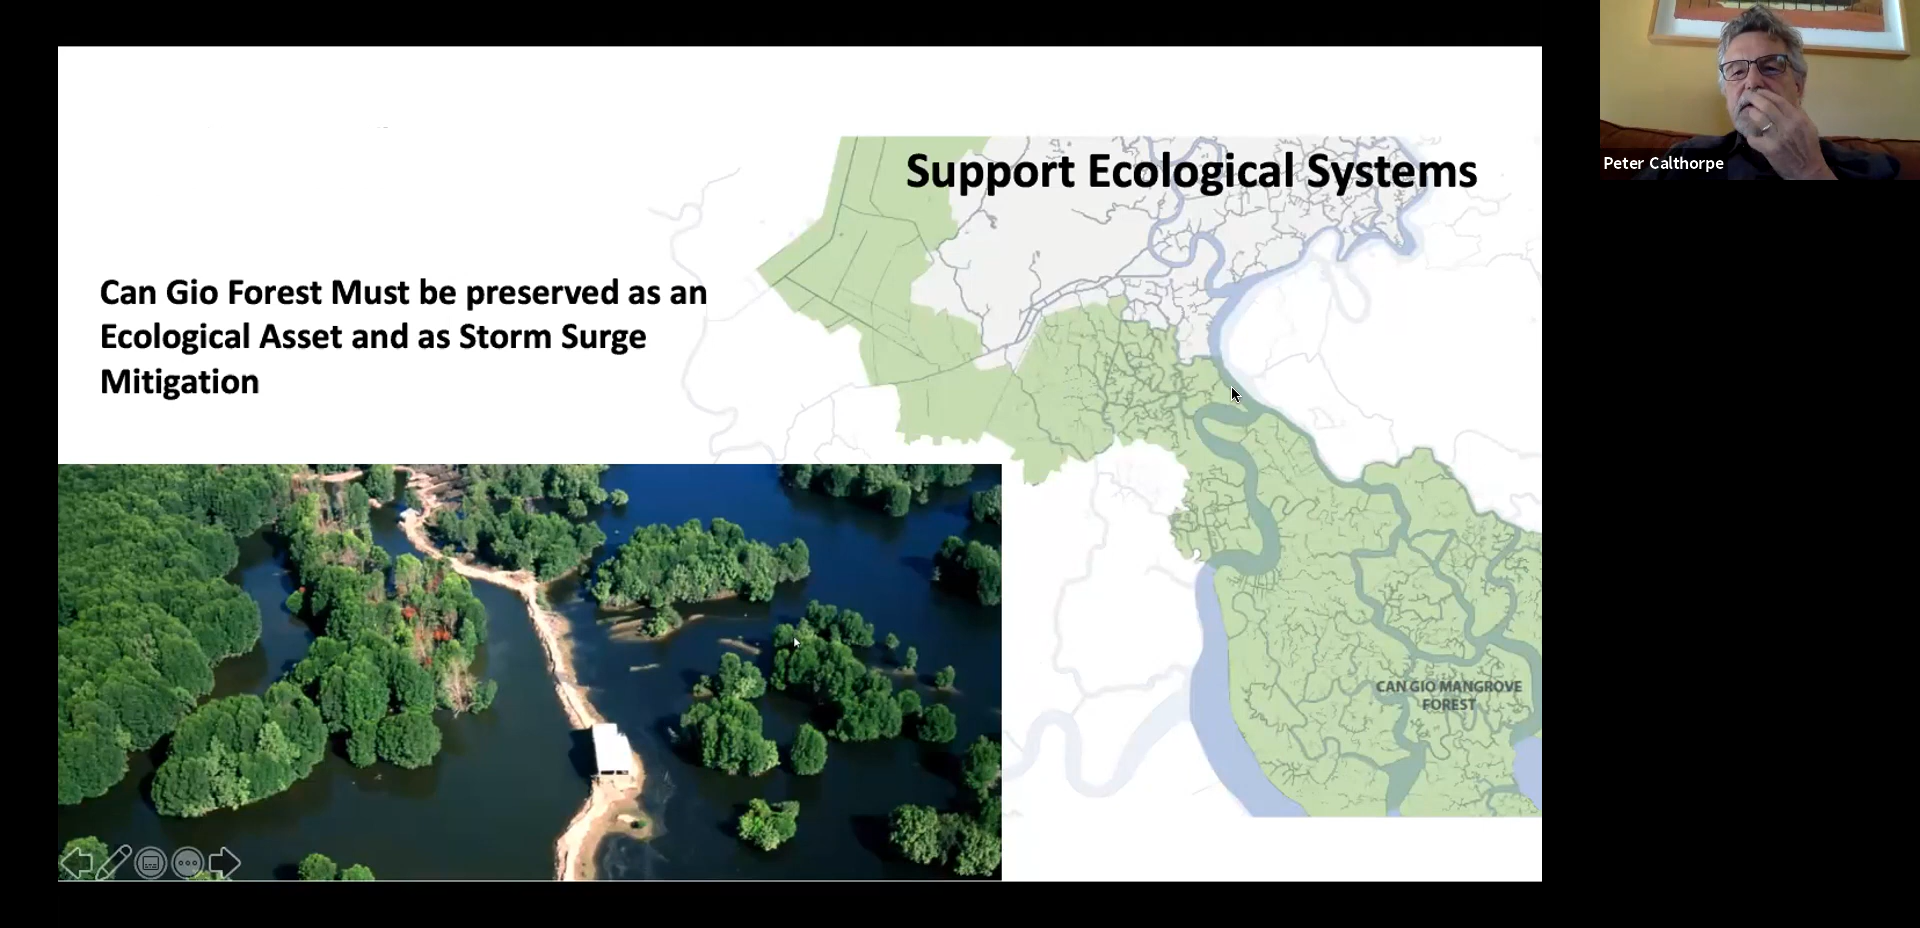 Support Ecological Systems
Can Gio Forest Must be preserved as an
Ecological Asset and as Storm Surge
Mitigation
CAN GIO MANGROVE
FOREST
Peter Calthorpe